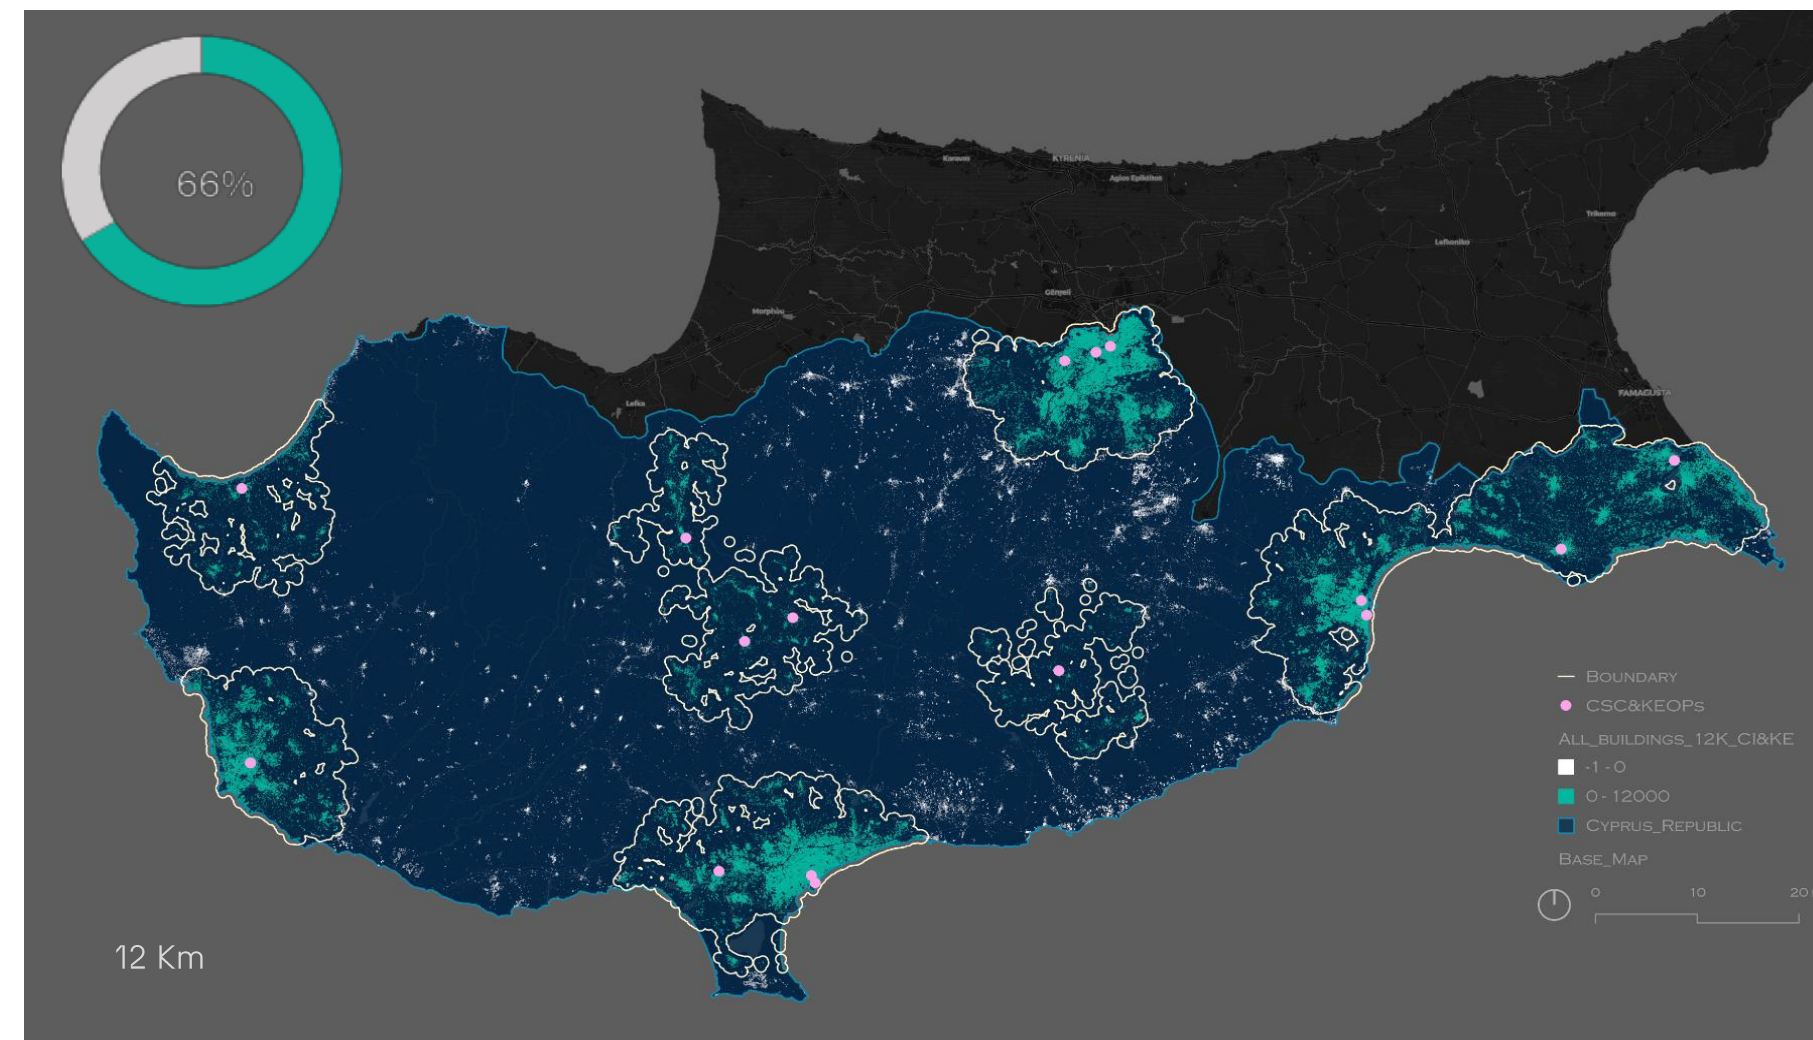 66%
Karavas
KYRENIA
Agios Epiktitos
Trikomo
Lefkoniko
Gönyeli
Morphou
Lefka
FAMAGUSTA
BOUNDARY
CSC&KEOPS
ALL_BUILDINGS_12K_CI&KE
-1 - 0
0 - 12000
CYPRUS_REPUBLIC
BASE_MAP
0 10 20
12 Km